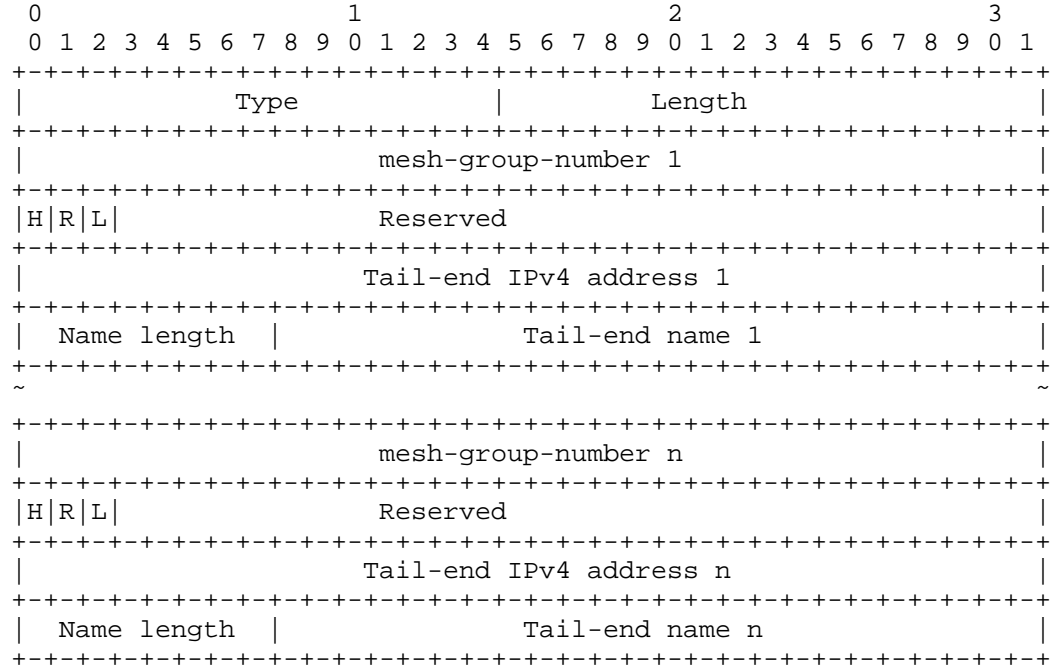 0                   1                   2                   3
0 1 2 3 4 5 6 7 8 9 0 1 2 3 4 5 6 7 8 9 0 1 2 3 4 5 6 7 8 9 0 1
+-+-+-+-+-+-+-+-+-+-+-+-+-+-+-+-+-+-+-+-+-+-+-+-+-+-+-+-+-+-+-+-+
|             Type            |         Length                  |
+-+-+-+-+-+-+-+-+-+-+-+-+-+-+-+-+-+-+-+-+-+-+-+-+-+-+-+-+-+-+-+-+
|                      mesh-group-number 1                      |
+-+-+-+-+-+-+-+-+-+-+-+-+-+-+-+-+-+-+-+-+-+-+-+-+-+-+-+-+-+-+-+-+
|H|R|L|                Reserved                                 |
+-+-+-+-+-+-+-+-+-+-+-+-+-+-+-+-+-+-+-+-+-+-+-+-+-+-+-+-+-+-+-+-+
|                     Tail-end IPv4 address 1                   |
+-+-+-+-+-+-+-+-+-+-+-+-+-+-+-+-+-+-+-+-+-+-+-+-+-+-+-+-+-+-+-+-+
|  Name length  |               Tail-end name 1                 |
+-+-+-+-+-+-+-+-+-+-+-+-+-+-+-+-+-+-+-+-+-+-+-+-+-+-+-+-+-+-+-+-+
~                                                               ~
+-+-+-+-+-+-+-+-+-+-+-+-+-+-+-+-+-+-+-+-+-+-+-+-+-+-+-+-+-+-+-+-+
|                      mesh-group-number n                      |
+-+-+-+-+-+-+-+-+-+-+-+-+-+-+-+-+-+-+-+-+-+-+-+-+-+-+-+-+-+-+-+-+
|H|R|L|                Reserved                                 |
+-+-+-+-+-+-+-+-+-+-+-+-+-+-+-+-+-+-+-+-+-+-+-+-+-+-+-+-+-+-+-+-+
|                     Tail-end IPv4 address n                   |
+-+-+-+-+-+-+-+-+-+-+-+-+-+-+-+-+-+-+-+-+-+-+-+-+-+-+-+-+-+-+-+-+
|  Name length  |               Tail-end name n                 |
+-+-+-+-+-+-+-+-+-+-+-+-+-+-+-+-+-+-+-+-+-+-+-+-+-+-+-+-+-+-+-+-+